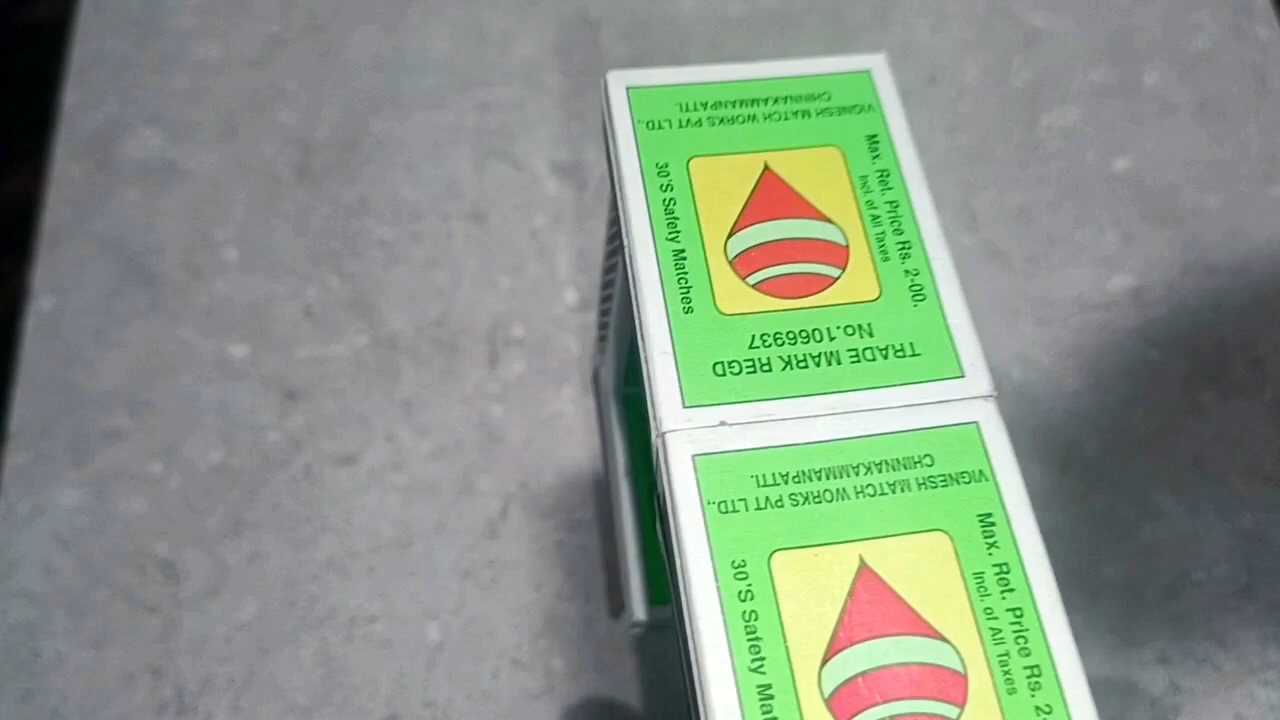 VIGNESH MATCH WORKS PVT LTD.,
CHINNAKAMMANPATTI.
30'S Safety Matches
Max. Ret. Price Rs. 2-00.
Incl. of All Taxes
TRADE MARK REGD
No.1066937
VIGNESH MATCH WORKS PVT LTD.,
CHINNAKAMMANPATTI.
30'S Safety Mat
Max. Ret. Price Rs. 2-
Incl. of All Taxes